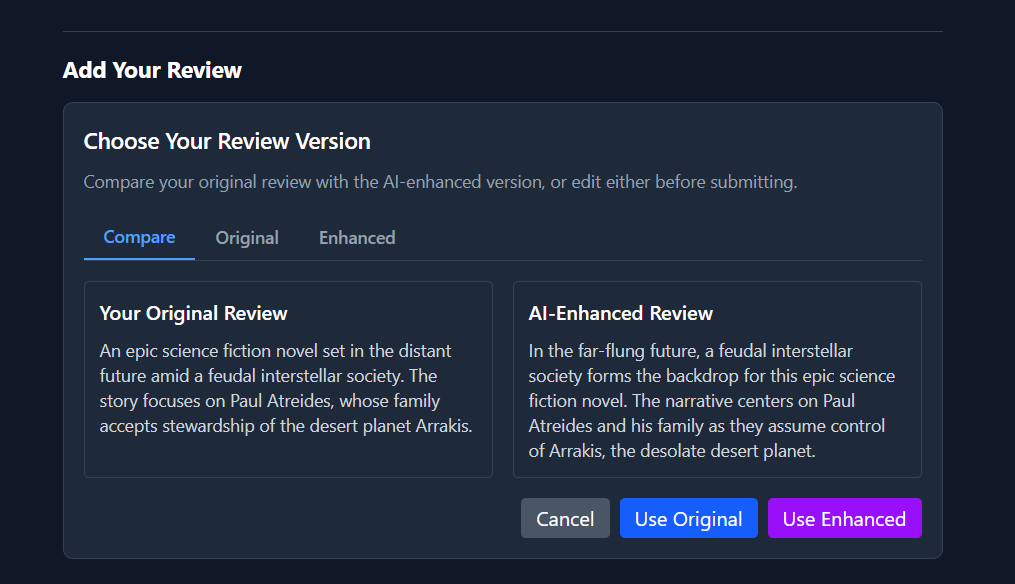 Add Your Review
Choose Your Review Version
Compare your original review with the AI-enhanced version, or edit either before submitting.
Compare Original Enhanced
Your Original Review
An epic science fiction novel set in the distant
future amid a feudal interstellar society. The
story focuses on Paul Atreides, whose family
accepts stewardship of the desert planet Arrakis.
AI-Enhanced Review
In the far-flung future, a feudal interstellar
society forms the backdrop for this epic science
fiction novel. The narrative centers on Paul
Atreides and his family as they assume control
of Arrakis, the desolate desert planet.
Cancel Use Original Use Enhanced